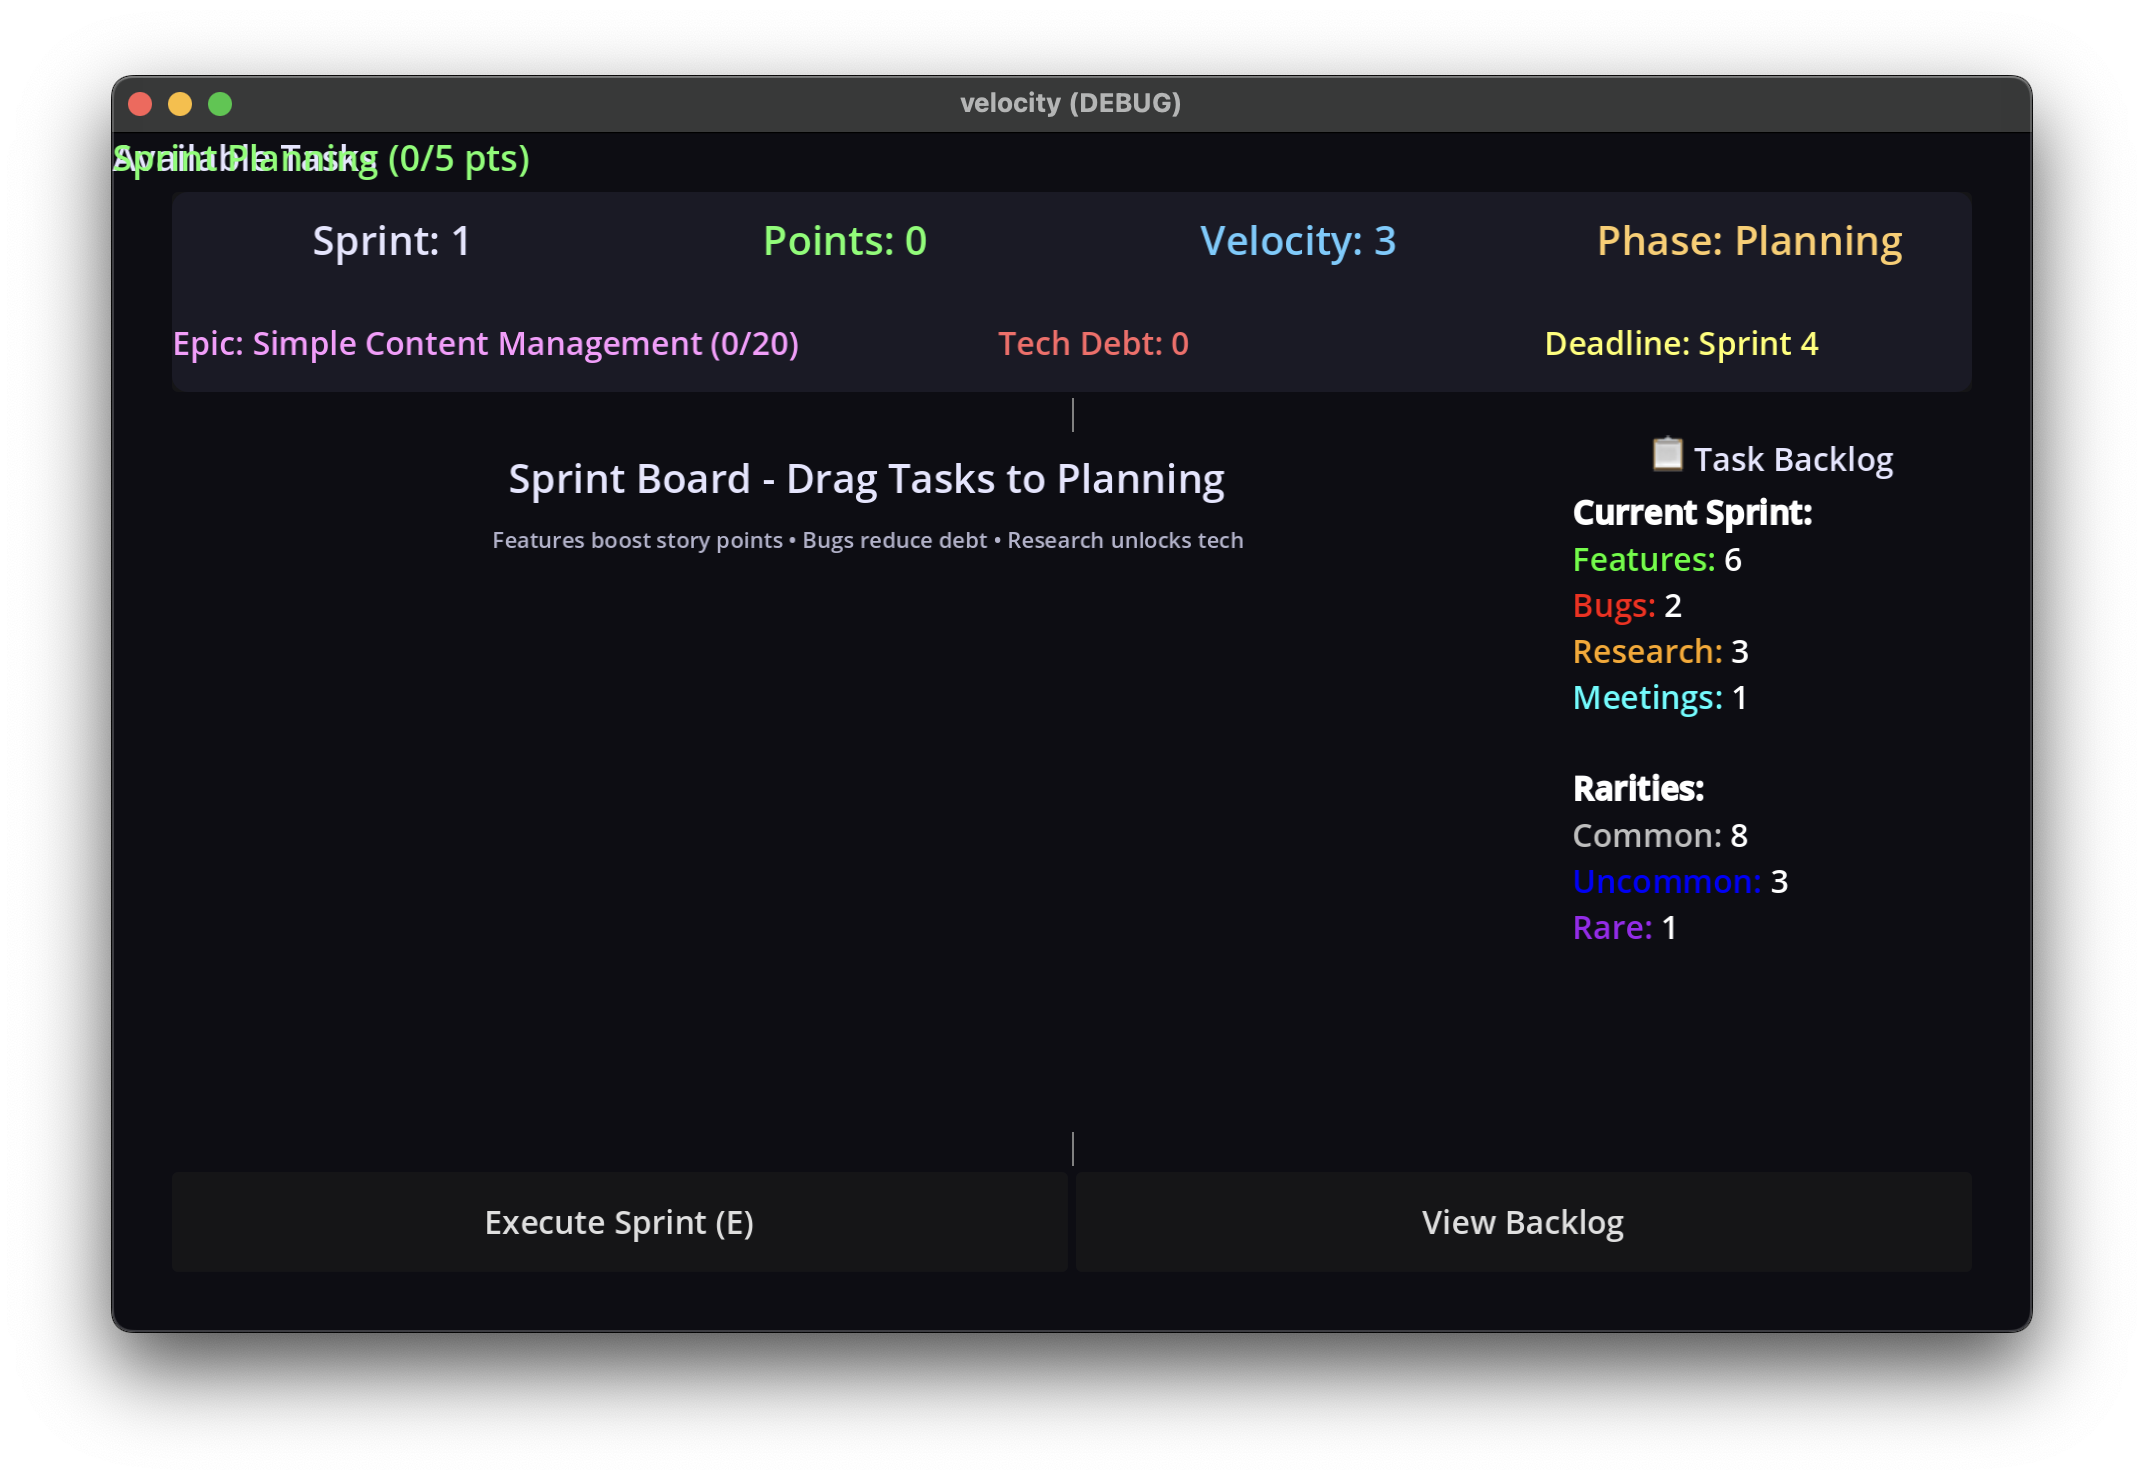 velocity (DEBUG)
Available Tasks
Sprint Planning (0/5 pts)
Sprint: 1
Points: 0
Velocity: 3
Phase: Planning
Epic: Simple Content Management (0/20)
Tech Debt: 0
Deadline: Sprint 4
Sprint Board - Drag Tasks to Planning
Features boost story points • Bugs reduce debt • Research unlocks tech
📋 Task Backlog
Current Sprint:
Features: 6
Bugs: 2
Research: 3
Meetings: 1
Rarities:
Common: 8
Uncommon: 3
Rare: 1
Execute Sprint (E)
View Backlog